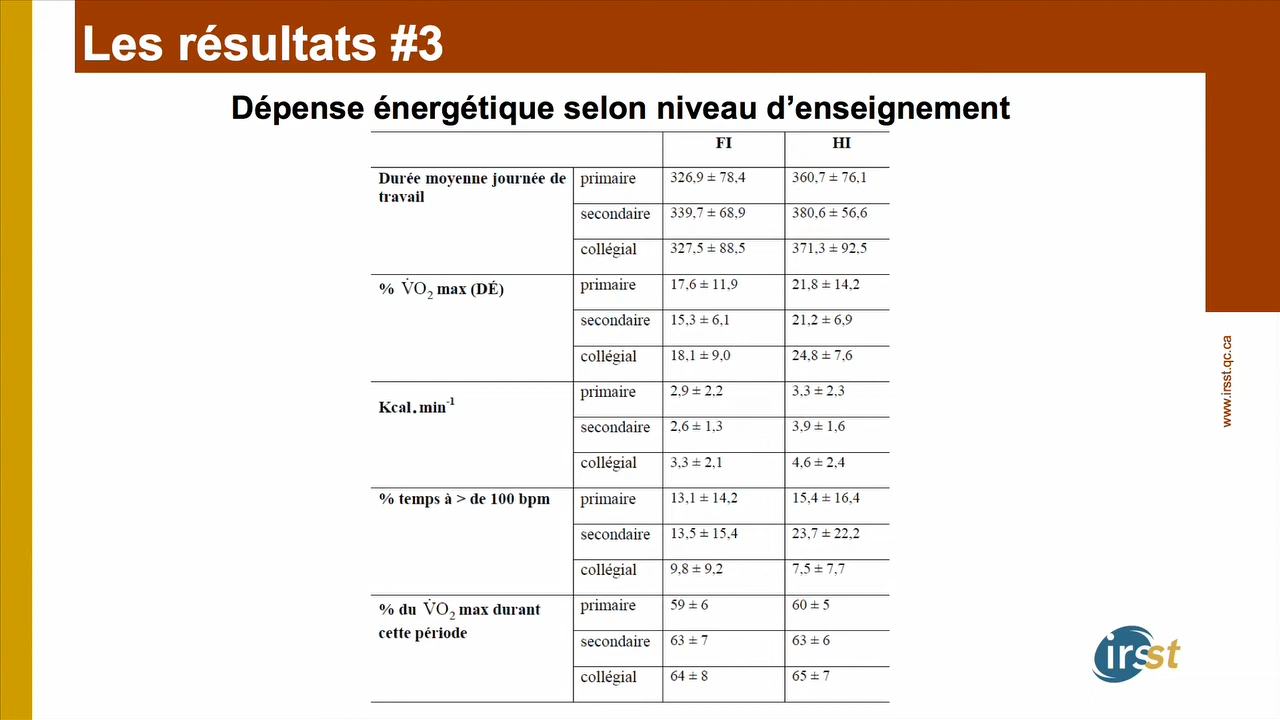 Les résultats #3
Dépense énergétique selon niveau d’enseignement
FI HI
Durée moyenne journée de travail primaire 326,9 ± 78,4 360,7 ± 76,1
secondaire 339,7 ± 68,9 380,6 ± 56,6
collégial 327,5 ± 88,5 371,3 ± 92,5
% V̇O₂ max (DÉ) primaire 17,6 ± 11,9 21,8 ± 14,2
secondaire 15,3 ± 6,1 21,2 ± 6,9
collégial 18,1 ± 9,0 24,8 ± 7,6
Kcal.min⁻¹ primaire 2,9 ± 2,2 3,3 ± 2,3
secondaire 2,6 ± 1,3 3,9 ± 1,6
collégial 3,3 ± 2,1 4,6 ± 2,4
% temps à > de 100 bpm primaire 13,1 ± 14,2 15,4 ± 16,4
secondaire 13,5 ± 15,4 23,7 ± 22,2
collégial 9,8 ± 9,2 7,5 ± 7,7
% du V̇O₂ max durant cette période primaire 59 ± 6 60 ± 5
secondaire 63 ± 7 63 ± 6
collégial 64 ± 8 65 ± 7
www.irsst.qc.ca
irsst